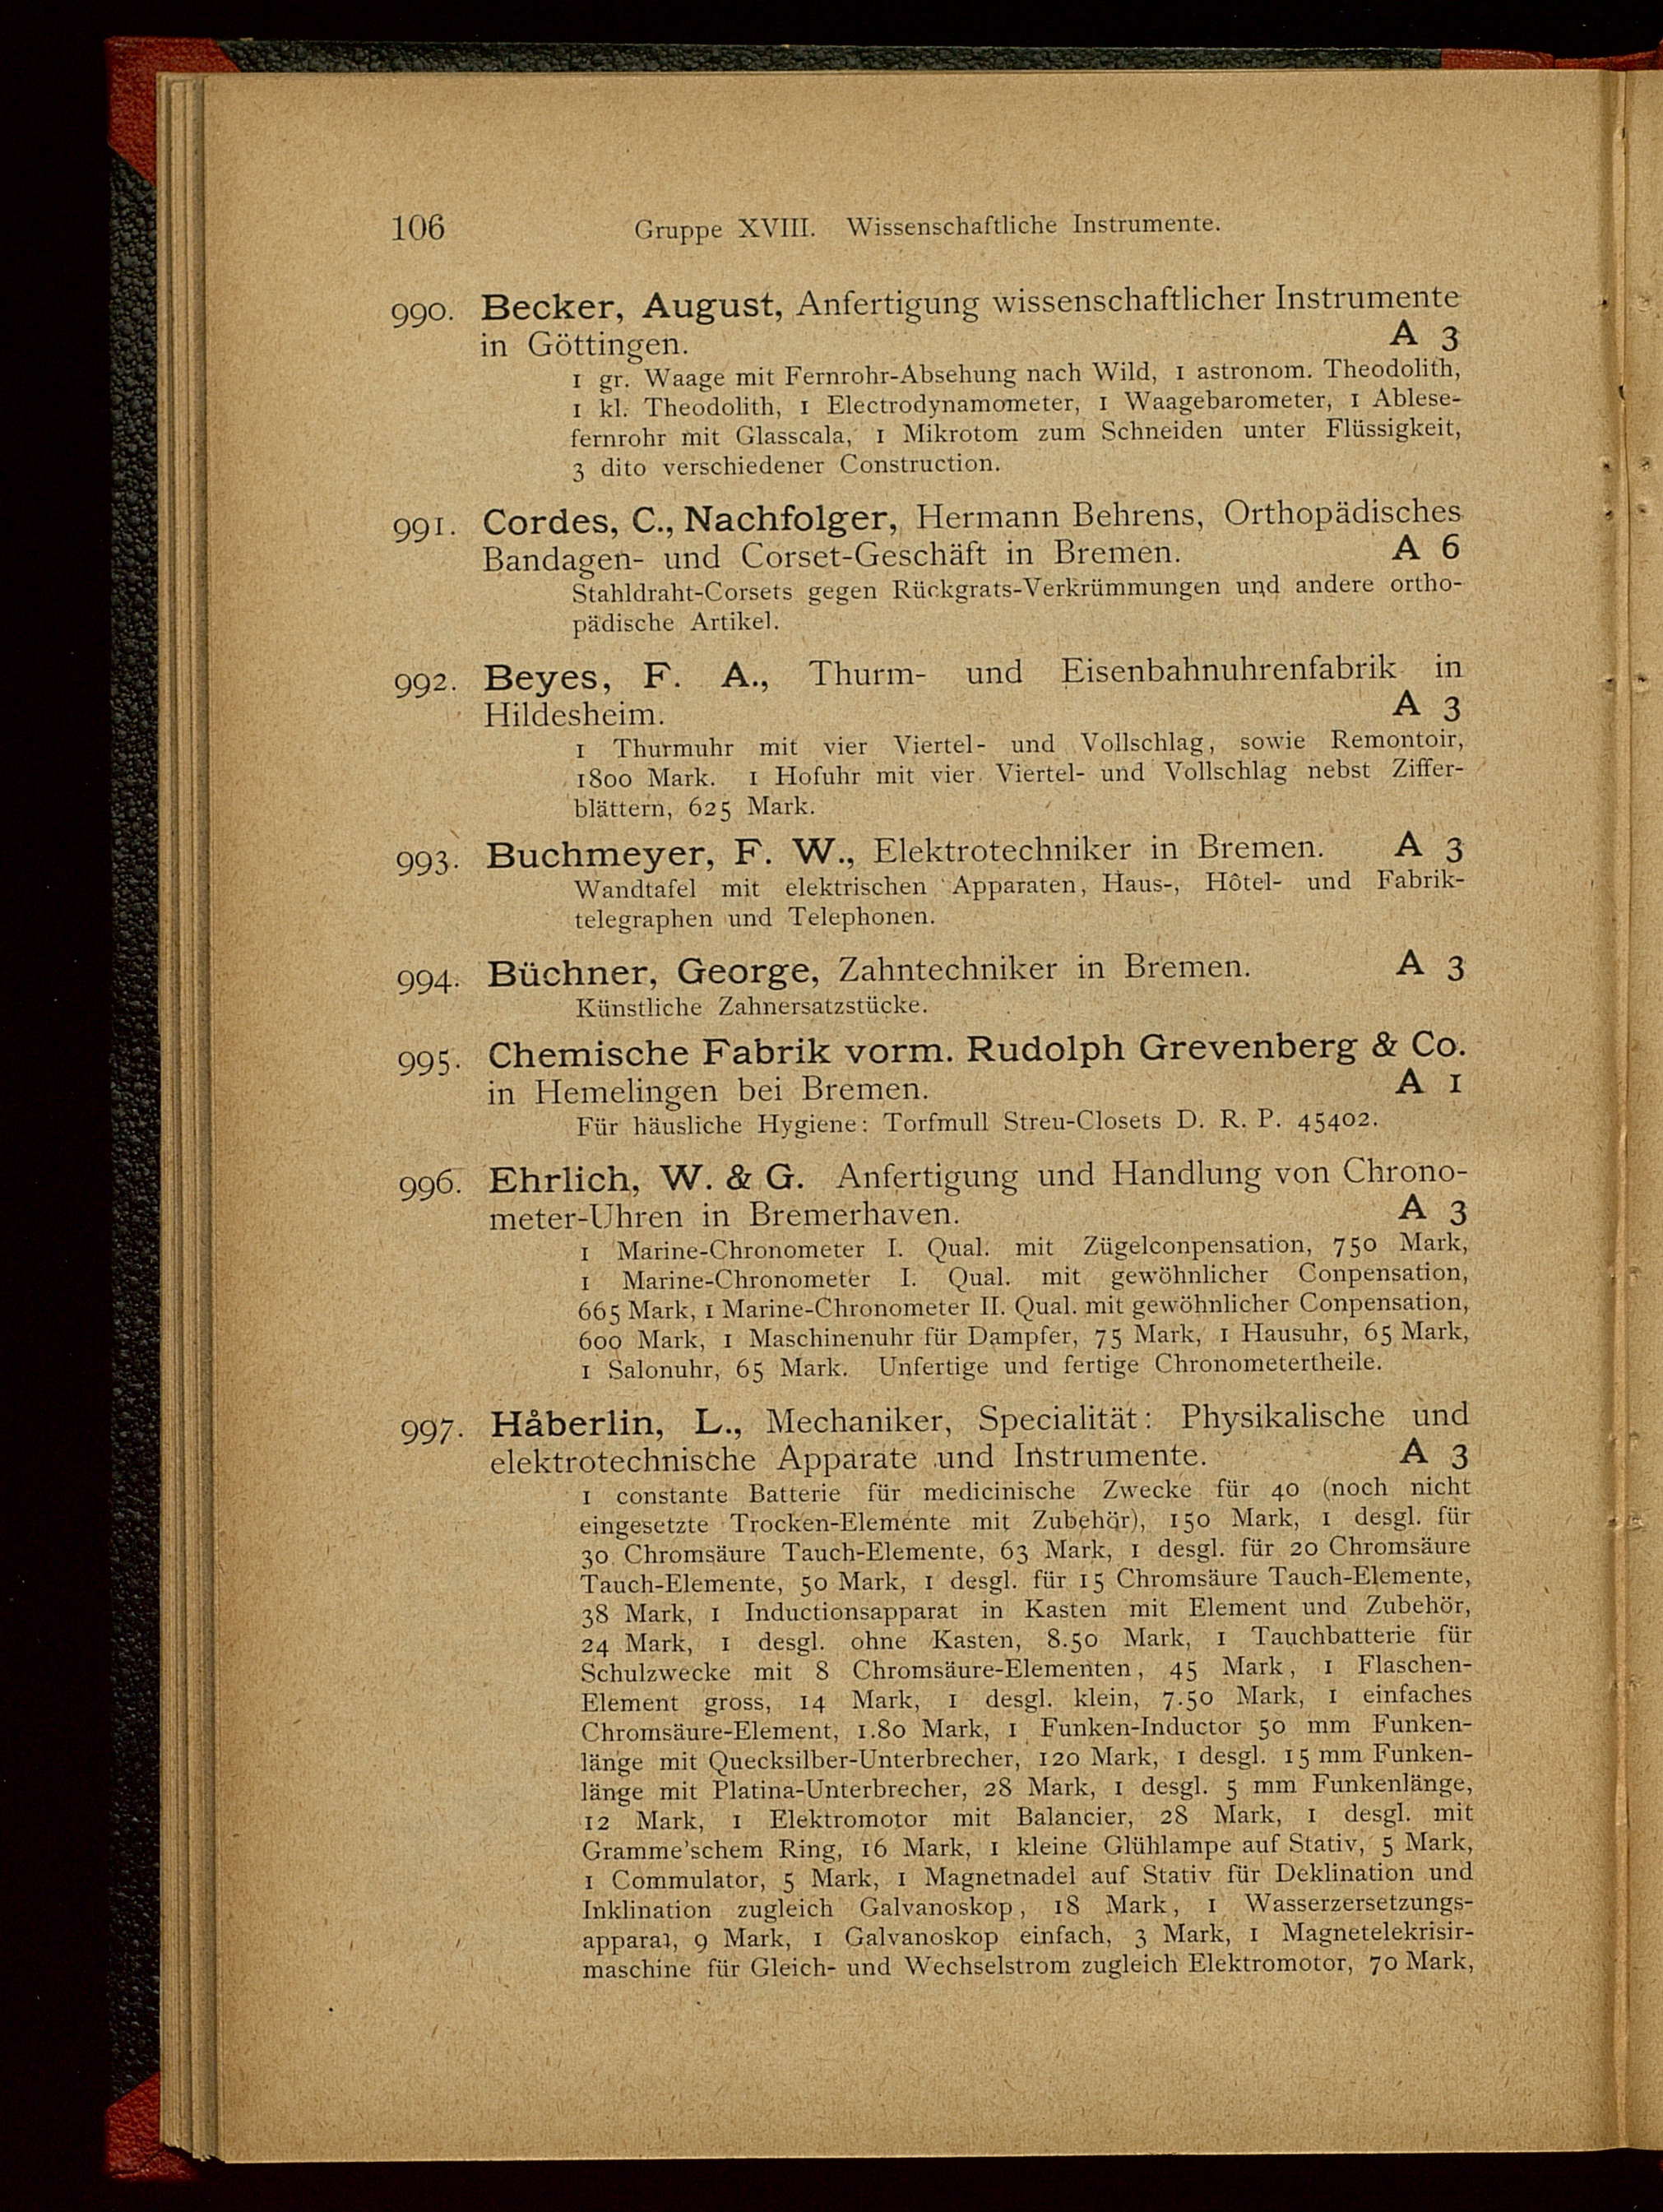 106 Gruppe XVIII. Wissenschaftliche Instrumente.
990. Becker, August, Anfertigung wissenschaftlicher Instrumente
in Göttingen. A 3
1 gr. Waage mit Fernrohr-Absehung nach Wild, 1 astronom. Theodolith,
1 kl. Theodolith, 1 Electrodynamometer, 1 Waagebarometer, 1 Ablese-
fernrohr mit Glasscala, 1 Mikrotom zum Schneiden unter Flüssigkeit,
3 dito verschiedener Construction.
991. Cordes, C., Nachfolger, Hermann Behrens, Orthopädisches
Bandagen- und Corset-Geschäft in Bremen. A 6
Stahldraht-Corsets gegen Rückgrats-Verkrümmungen und andere ortho-
pädische Artikel.
992. Beyes, F. A., Thurm- und Eisenbahnuhrenfabrik in
Hildesheim. A 3
1 Thurmuhr mit vier Viertel- und Vollschlag, sowie Remontoir,
1800 Mark. 1 Hofuhr mit vier Viertel- und Vollschlag nebst Ziffer-
blättern, 625 Mark.
993. Buchmeyer, F. W., Elektrotechniker in Bremen. A 3
Wandtafel mit elektrischen Apparaten, Haus-, Hôtel- und Fabrik-
telegraphen und Telephonen.
994. Büchner, George, Zahntechniker in Bremen. A 3
Künstliche Zahnersatzstücke.
995. Chemische Fabrik vorm. Rudolph Grevenberg & Co.
in Hemelingen bei Bremen. A 1
Für häusliche Hygiene: Torfmull Streu-Closets D. R. P. 45402.
996. Ehrlich, W. & G. Anfertigung und Handlung von Chrono-
meter-Uhren in Bremerhaven. A 3
1 Marine-Chronometer I. Qual. mit Zügelconpensation, 750 Mark,
1 Marine-Chronometer I. Qual. mit gewöhnlicher Conpensation,
665 Mark, 1 Marine-Chronometer II. Qual. mit gewöhnlicher Conpensation,
600 Mark, 1 Maschinenuhr für Dampfer, 75 Mark, 1 Hausuhr, 65 Mark,
1 Salonuhr, 65 Mark. Unfertige und fertige Chronometertheile.
997. Håberlin, L., Mechaniker, Specialität: Physikalische und
elektrotechnische Apparate und Instrumente. A 3
1 constante Batterie für medicinische Zwecke für 40 (noch nicht
eingesetzte Trocken-Elemente mit Zubehör), 150 Mark, 1 desgl. für
30 Chromsäure Tauch-Elemente, 63 Mark, 1 desgl. für 20 Chromsäure
Tauch-Elemente, 50 Mark, 1 desgl. für 15 Chromsäure Tauch-Elemente,
38 Mark, 1 Inductionsapparat in Kasten mit Element und Zubehör,
24 Mark, 1 desgl. ohne Kasten, 8.50 Mark, 1 Tauchbatterie für
Schulzwecke mit 8 Chromsäure-Elementen, 45 Mark, 1 Flaschen-
Element gross, 14 Mark, 1 desgl. klein, 7.50 Mark, 1 einfaches
Chromsäure-Element, 1.80 Mark, 1 Funken-Inductor 50 mm Funken-
länge mit Quecksilber-Unterbrecher, 120 Mark, 1 desgl. 15 mm Funken-
länge mit Platina-Unterbrecher, 28 Mark, 1 desgl. 5 mm Funkenlänge,
12 Mark, 1 Elektromotor mit Balancier, 28 Mark, 1 desgl. mit
Gramme'schem Ring, 16 Mark, 1 kleine Glühlampe auf Stativ, 5 Mark,
1 Commulator, 5 Mark, 1 Magnetnadel auf Stativ für Deklination und
Inklination zugleich Galvanoskop, 18 Mark, 1 Wasserzersetzungs-
apparat, 9 Mark, 1 Galvanoskop einfach, 3 Mark, 1 Magnetelekrisir-
maschine für Gleich- und Wechselstrom zugleich Elektromotor, 70 Mark,